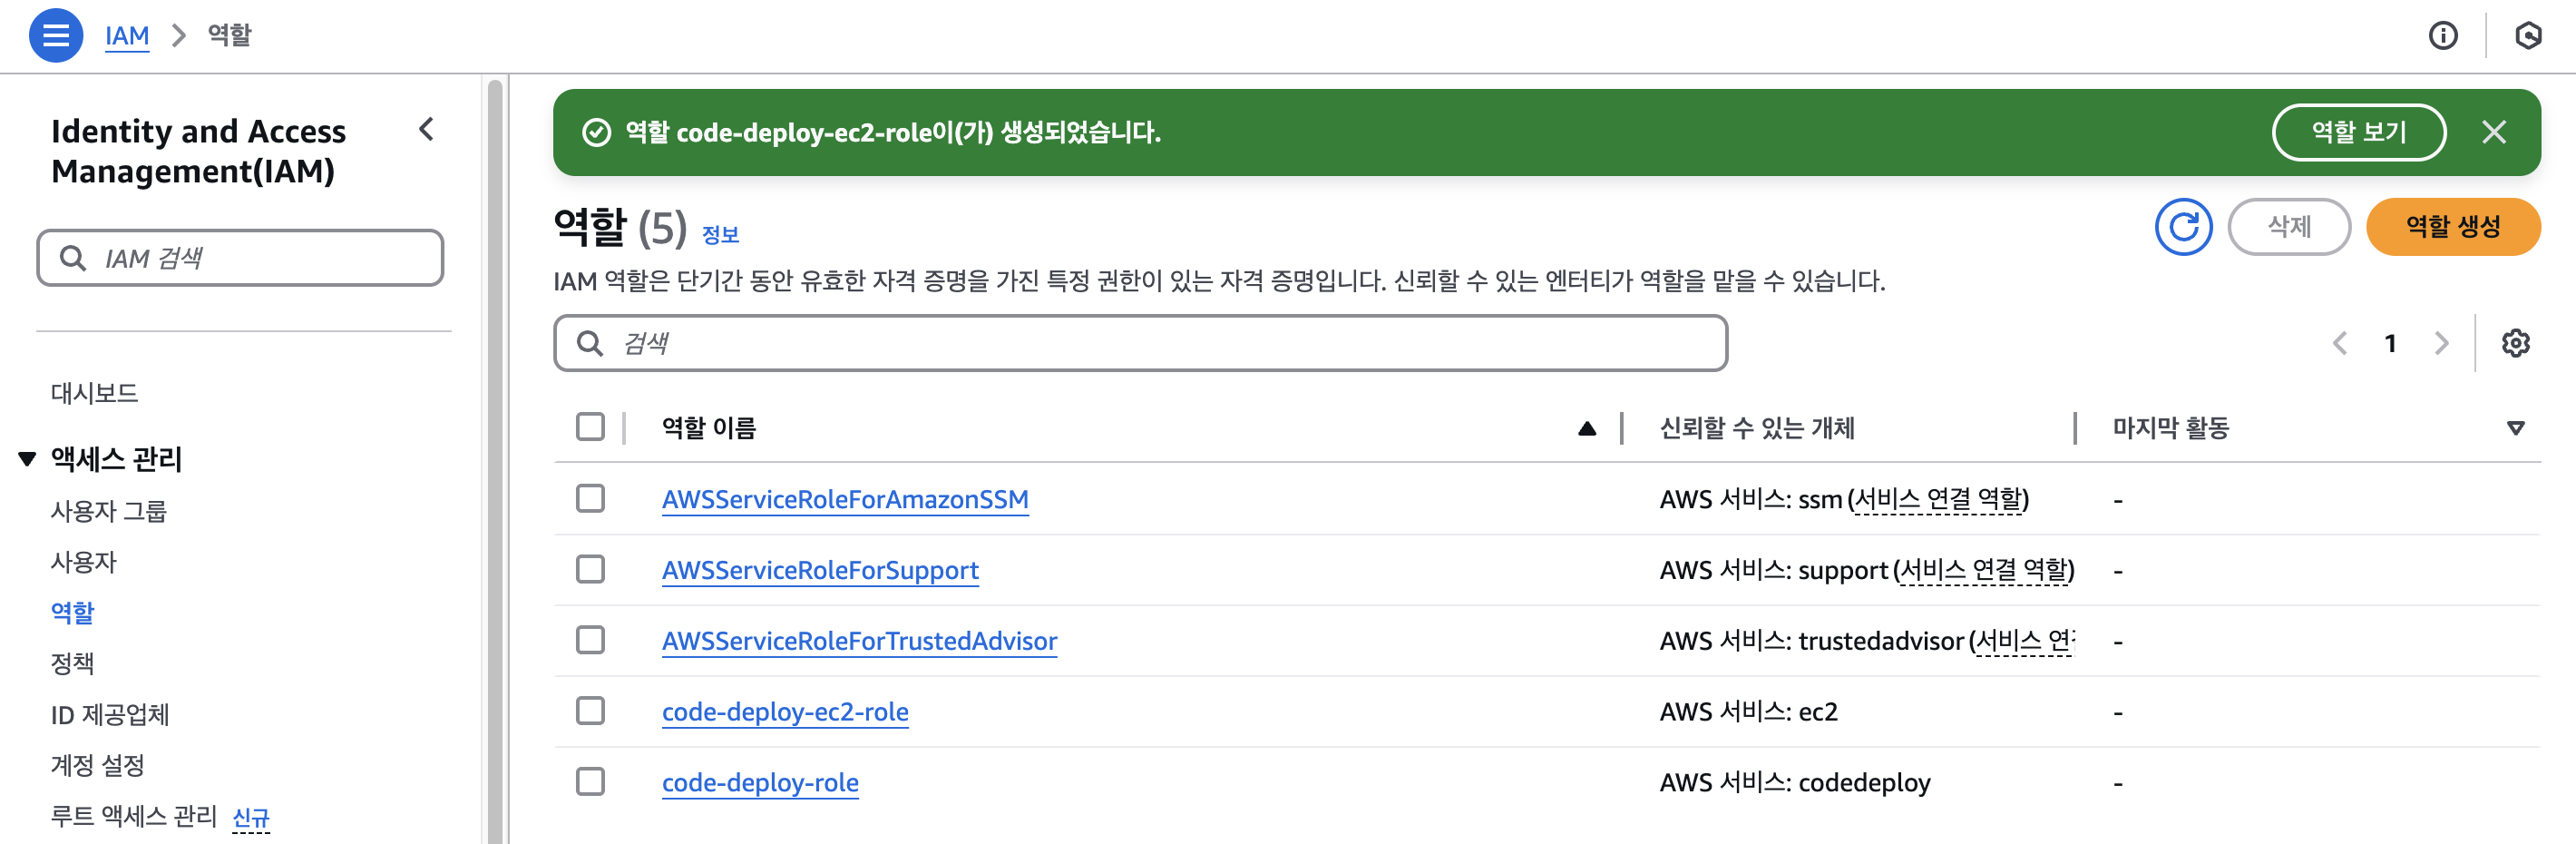 IAM > 역할
Identity and Access
Management(IAM)
IAM 검색
대시보드
액세스 관리
사용자 그룹
사용자
역할
정책
ID 제공업체
계정 설정
루트 액세스 관리 신규
역할 code-deploy-ec2-role이(가) 생성되었습니다.
역할 보기
역할 (5) 정보
삭제
역할 생성
IAM 역할은 단기간 동안 유효한 자격 증명을 가진 특정 권한이 있는 자격 증명입니다. 신뢰할 수 있는 엔터티가 역할을 맡을 수 있습니다.
검색
1
역할 이름 신뢰할 수 있는 개체 마지막 활동
AWSServiceRoleForAmazonSSM AWS 서비스: ssm (서비스 연결 역할) -
AWSServiceRoleForSupport AWS 서비스: support (서비스 연결 역할) -
AWSServiceRoleForTrustedAdvisor AWS 서비스: trustedadvisor (서비스 -
code-deploy-ec2-role AWS 서비스: ec2 -
code-deploy-role AWS 서비스: codedeploy -